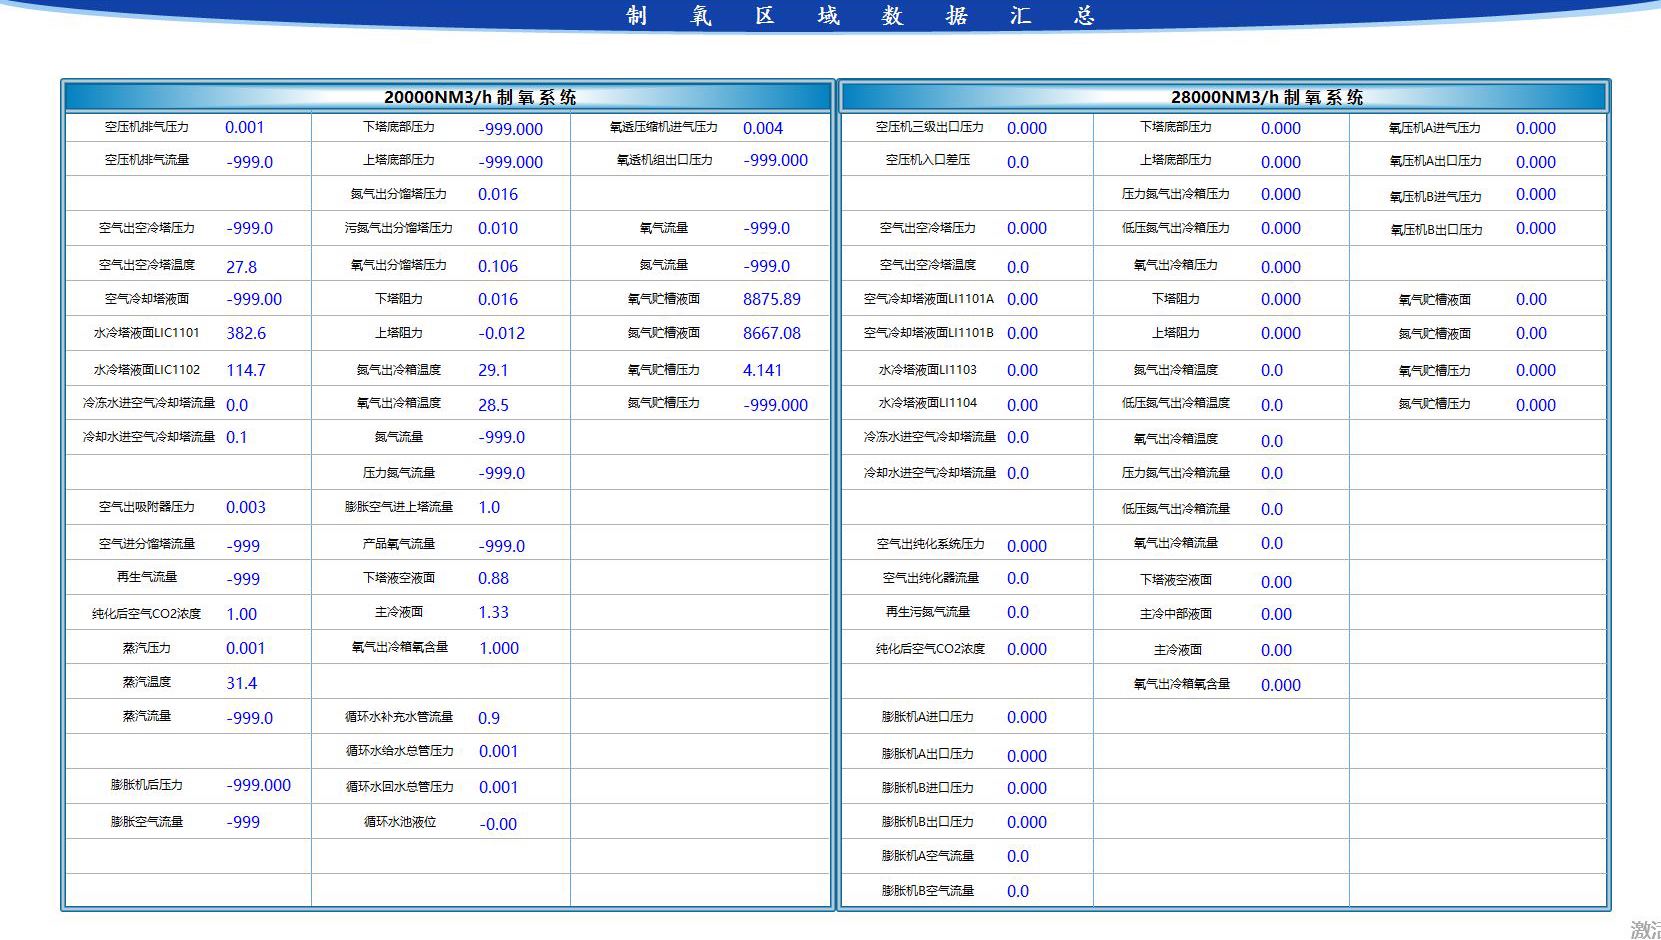 制氧区域数据汇总
20000NM3/h 制氧系统
空压机排气压力 0.001 下塔底部压力 -999.000 氧透压缩机进气压力 0.004
空压机排气流量 -999.0 上塔底部压力 -999.000 氧透机组出口压力 -999.000
氮气出分馏塔压力 0.016
空气出空冷塔压力 -999.0 污氮气出分馏塔压力 0.010 氧气流量 -999.0
空气出空冷塔温度 27.8 氧气出分馏塔压力 0.106 氮气流量 -999.0
空气冷却塔液面 -999.00 下塔阻力 0.016 氧气贮槽液面 8875.89
水冷塔液面LIC1101 382.6 上塔阻力 -0.012 氮气贮槽液面 8667.08
水冷塔液面LIC1102 114.7 氮气出冷箱温度 29.1 氧气贮槽压力 4.141
冷冻水进空气冷却塔流量 0.0 氧气出冷箱温度 28.5 氮气贮槽压力 -999.000
冷却水进空气冷却塔流量 0.1 氮气流量 -999.0
压力氮气流量 -999.0
空气出吸附器压力 0.003 膨胀空气进上塔流量 1.0
空气进分馏塔流量 -999 产品氧气流量 -999.0
再生气流量 -999 下塔液空液面 0.88
纯化后空气CO2浓度 1.00 主冷液面 1.33
蒸汽压力 0.001 氧气出冷箱氧含量 1.000
蒸汽温度 31.4
蒸汽流量 -999.0 循环水补充水管流量 0.9
循环水给水总管压力 0.001
膨胀机后压力 -999.000 循环水回水总管压力 0.001
膨胀空气流量 -999 循环水池液位 -0.00
28000NM3/h 制氧系统
空压机三级出口压力 0.000 下塔底部压力 0.000 氧压机A进气压力 0.000
空压机入口差压 0.0 上塔底部压力 0.000 氧压机A出口压力 0.000
压力氮气出冷箱压力 0.000 氧压机B进气压力 0.000
空气出空冷塔压力 0.000 低压氮气出冷箱压力 0.000 氧压机B出口压力 0.000
空气出空冷塔温度 0.0 氧气出冷箱压力 0.000
空气冷却塔液面LI1101A 0.00 下塔阻力 0.000 氧气贮槽液面 0.00
空气冷却塔液面LI1101B 0.00 上塔阻力 0.000 氮气贮槽液面 0.00
水冷塔液面LI1103 0.00 氮气出冷箱温度 0.0 氧气贮槽压力 0.000
水冷塔液面LI1104 0.00 低压氮气出冷箱温度 0.0 氮气贮槽压力 0.000
冷冻水进空气冷却塔流量 0.0 氧气出冷箱温度 0.0
冷却水进空气冷却塔流量 0.0 压力氮气出冷箱流量 0.0
低压氮气出冷箱流量 0.0
空气出纯化系统压力 0.000 氧气出冷箱流量 0.0
空气出纯化器流量 0.0 下塔液空液面 0.00
再生污氮气流量 0.0 主冷中部液面 0.00
纯化后空气CO2浓度 0.000 主冷液面 0.00
氧气出冷箱氧含量 0.000
膨胀机A进口压力 0.000
膨胀机A出口压力 0.000
膨胀机B进口压力 0.000
膨胀机B出口压力 0.000
膨胀机A空气流量 0.0
膨胀机B空气流量 0.0
激活